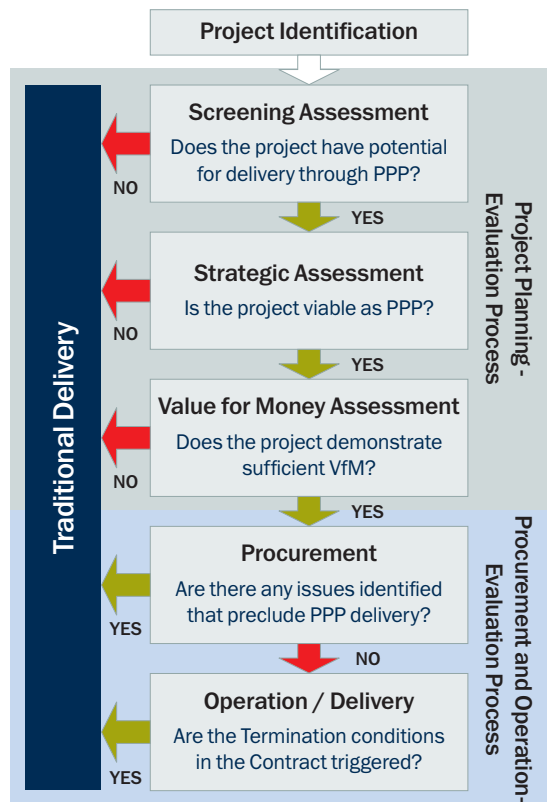 Project Identification
Screening Assessment
Does the project have potential
for delivery through PPP?
NO
YES
Strategic Assessment
Is the project viable as PPP?
NO
YES
Value for Money Assessment
Does the project demonstrate
sufficient VfM?
NO
YES
Procurement
Are there any issues identified
that preclude PPP delivery?
YES
NO
Operation / Delivery
Are the Termination conditions
in the Contract triggered?
YES
Traditional Delivery
Project Planning -
Evaluation Process
Procurement and Operation-
Evaluation Process